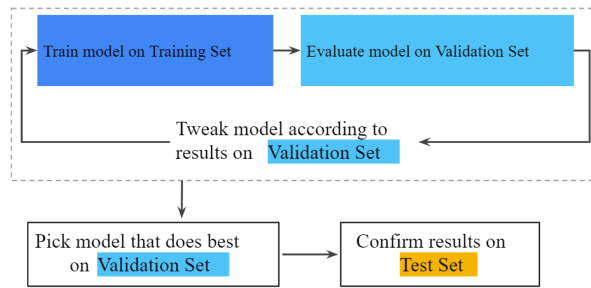 Train model on Training Set
Evaluate model on Validation Set
Tweak model according to
results on Validation Set
Pick model that does best
on Validation Set
Confirm results on
Test Set